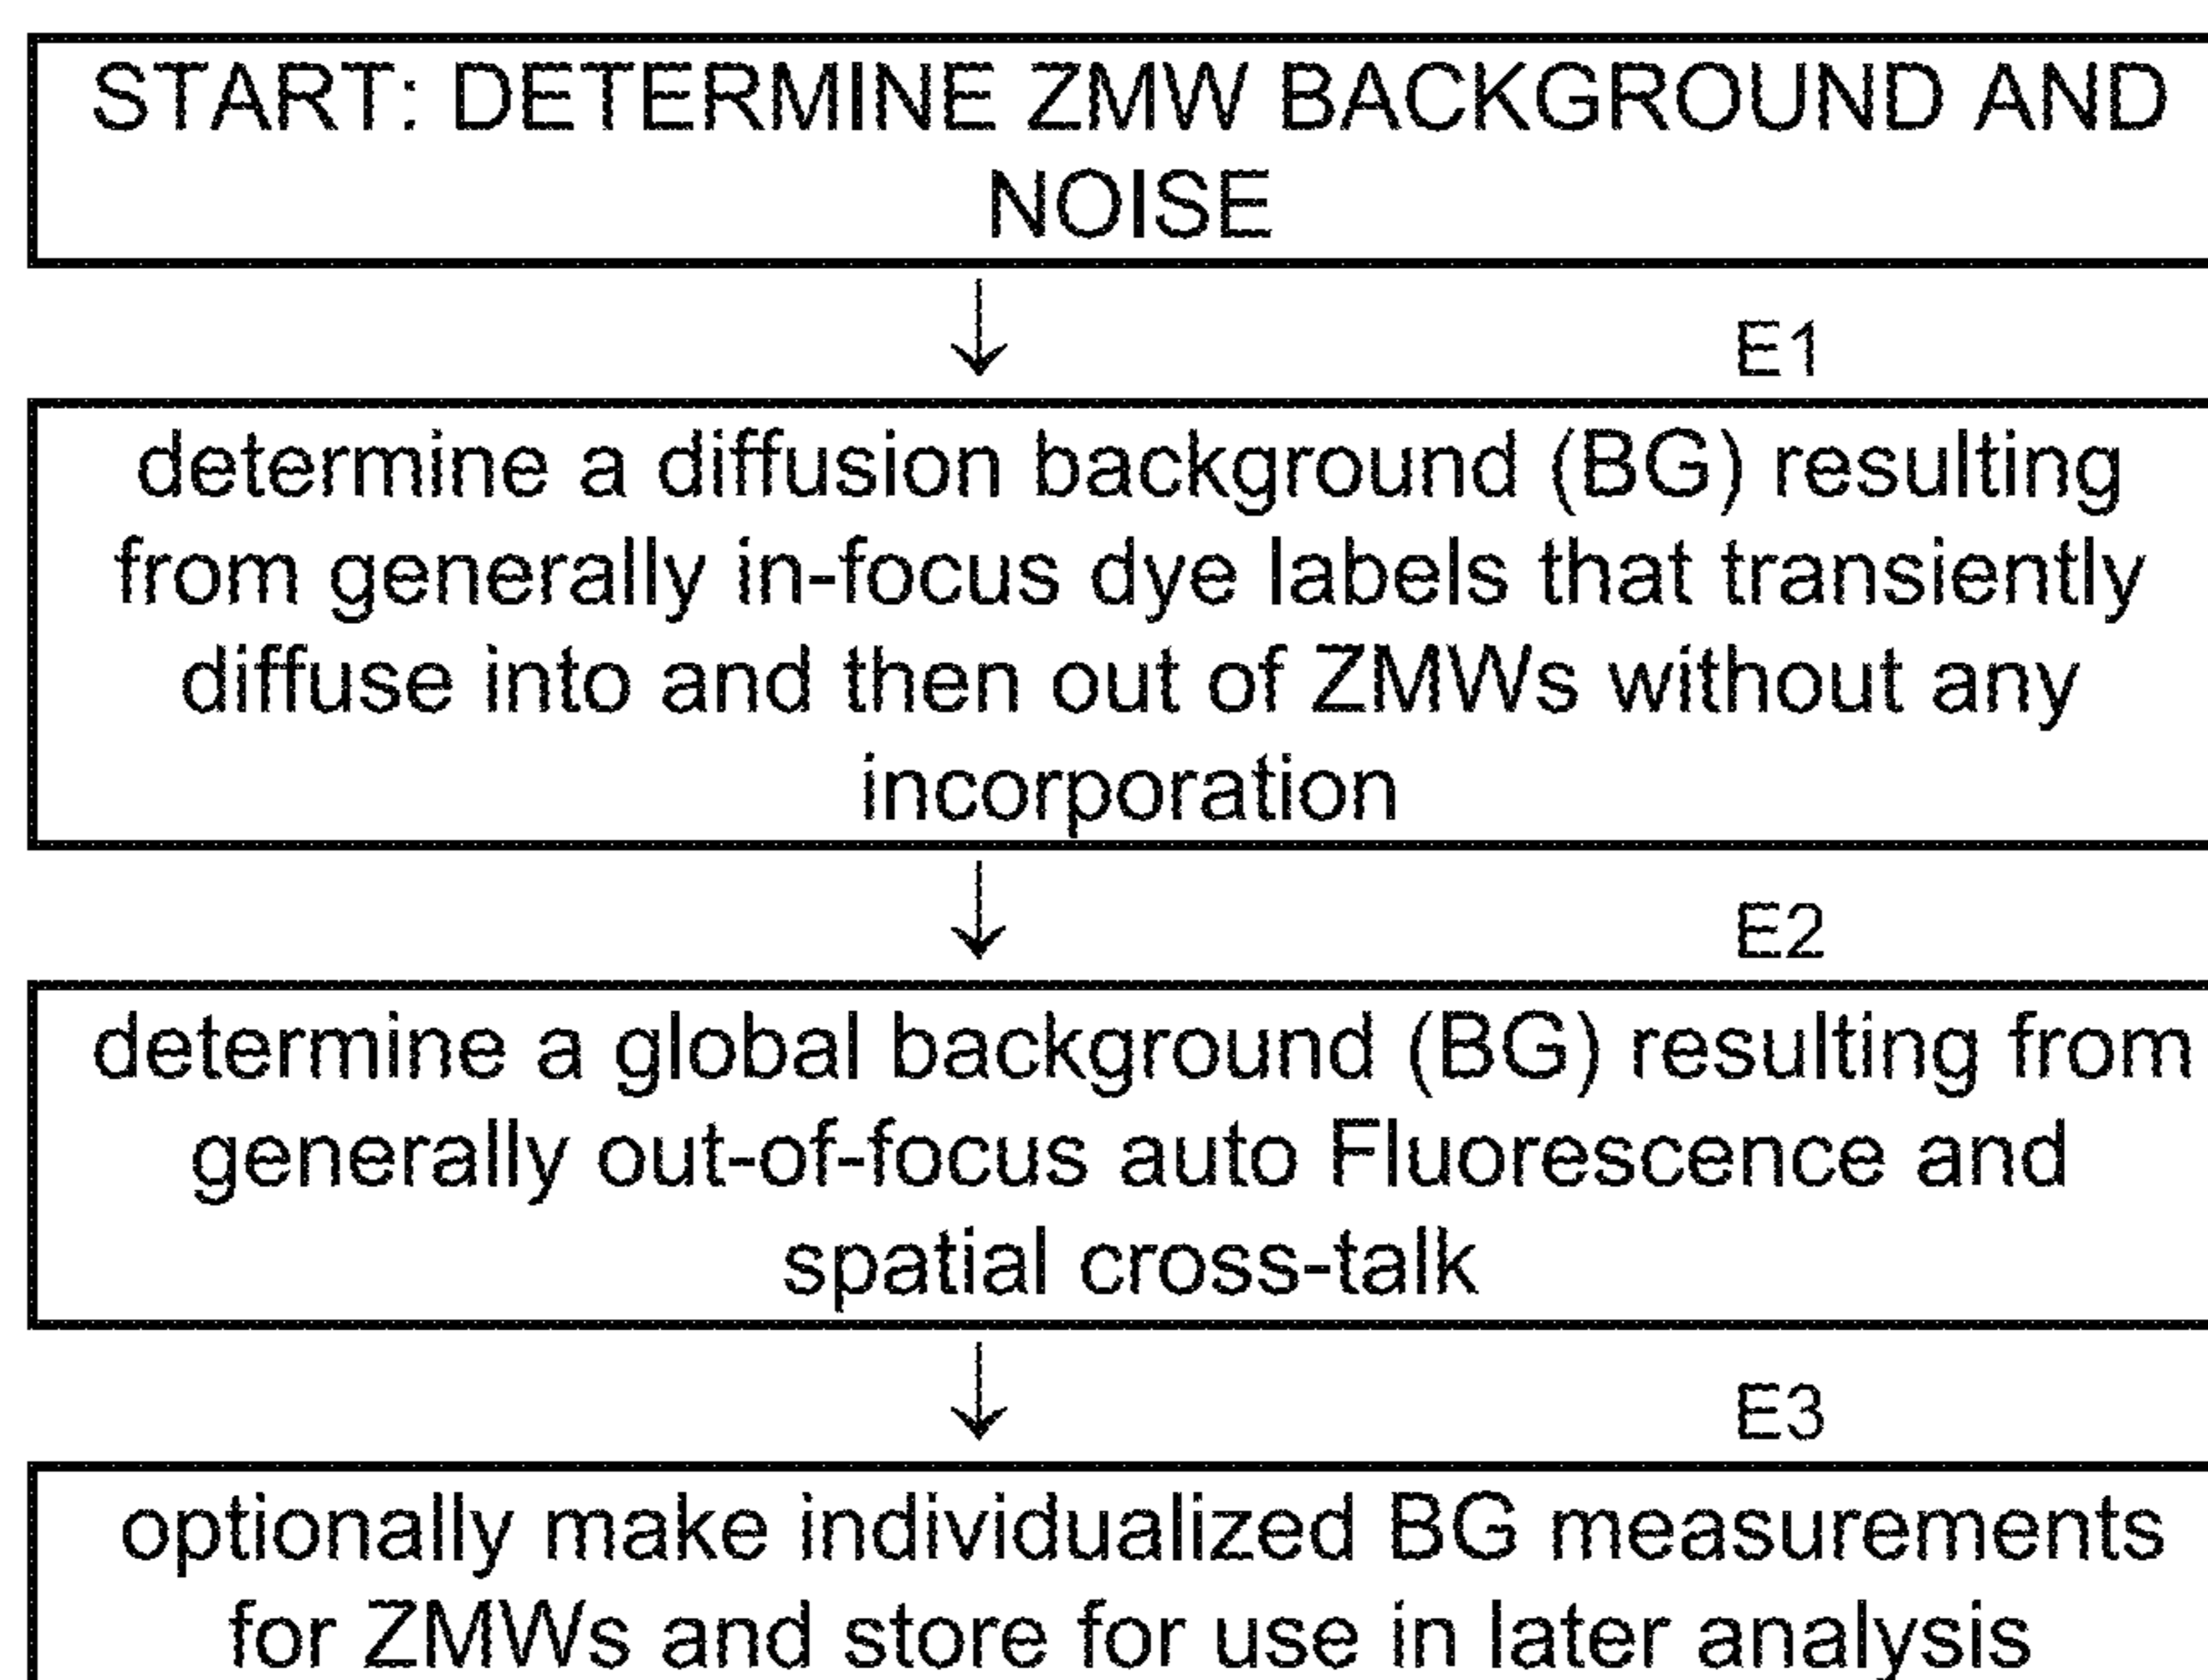 START: DETERMINE ZMW BACKGROUND AND
NOISE
E1
determine a diffusion background (BG) resulting
from generally in-focus dye labels that transiently
diffuse into and then out of ZMWs without any
incorporation
E2
determine a global background (BG) resulting from
generally out-of-focus auto Fluorescence and
spatial cross-talk
E3
optionally make individualized BG measurements
for ZMWs and store for use in later analysis